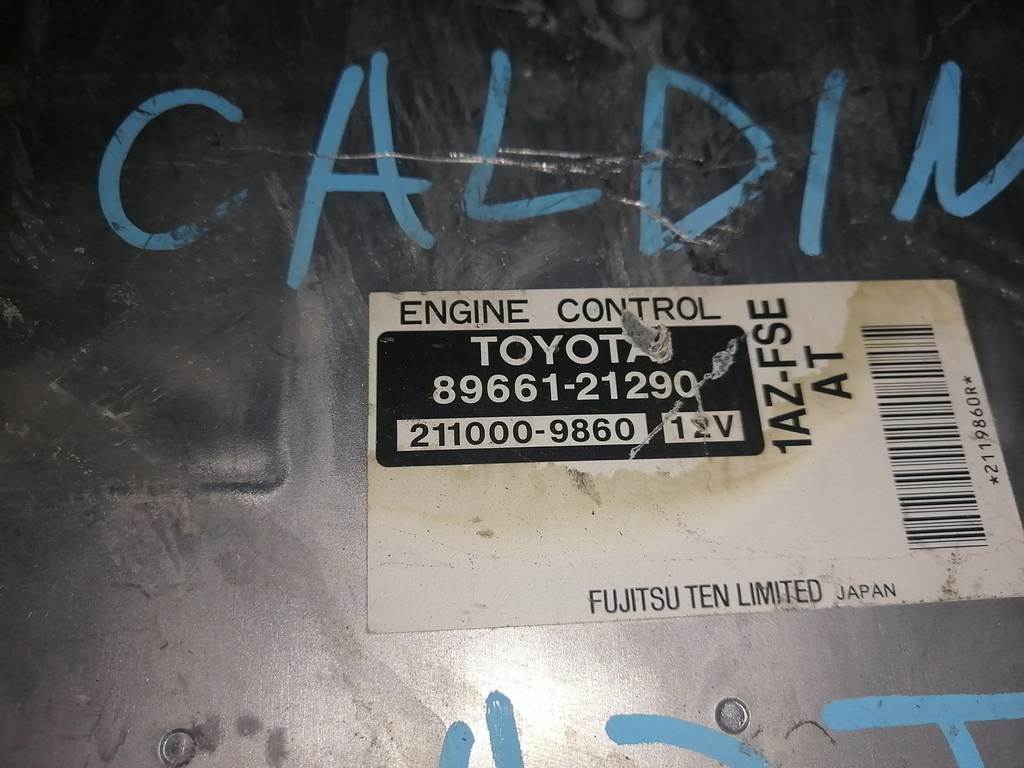 CALDIN
ENGINE CONTROL
TOYOTA
89661-21290
211000-9860 12V
1AZ-FSE
AT
*2119860R*
FUJITSU TEN LIMITED JAPAN